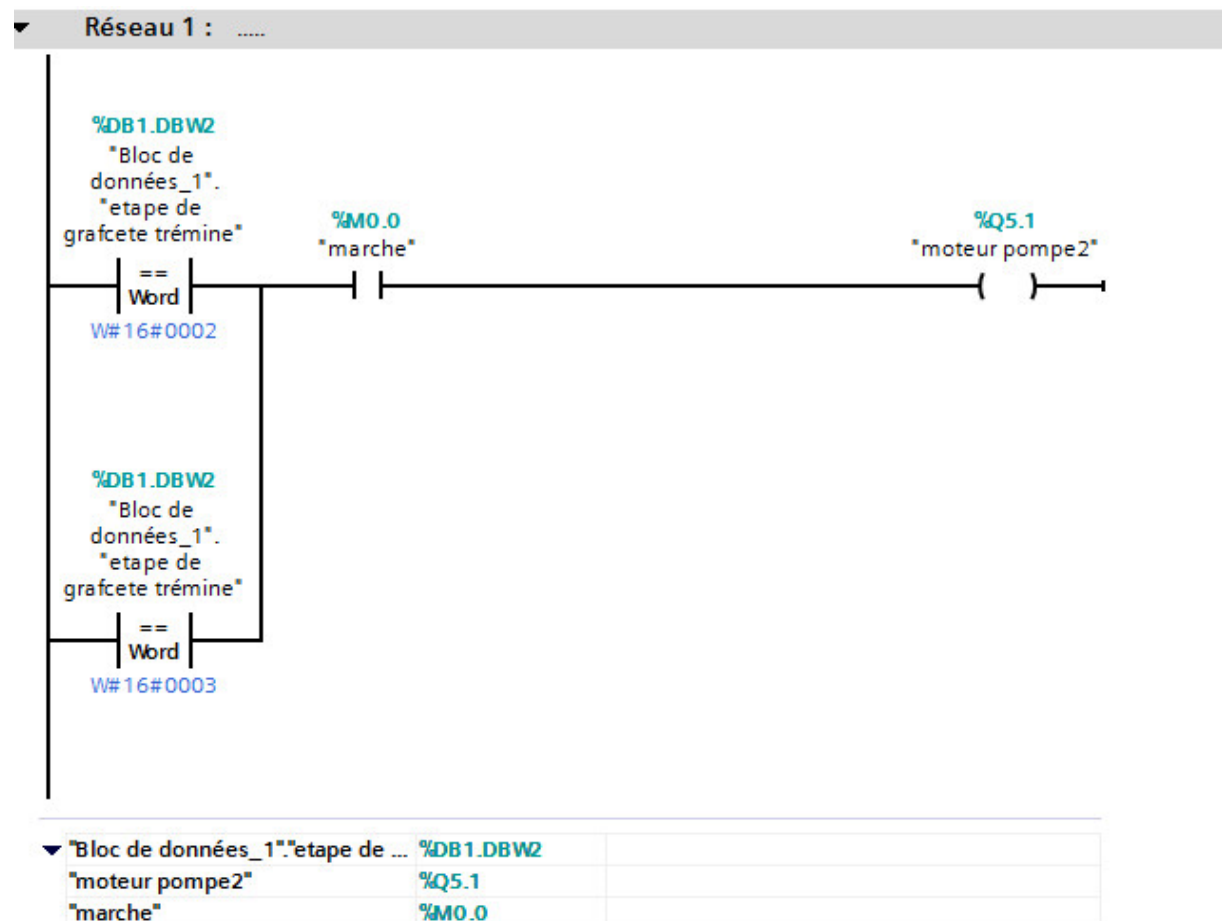 Réseau 1 : .....
%DB1.DBW2
"Bloc de
données_1".
"etape de
grafcete trémine"
==
Word
W#16#0002
%M0.0
"marche"
%Q5.1
"moteur pompe2"
( )
%DB1.DBW2
"Bloc de
données_1".
"etape de
grafcete trémine"
==
Word
W#16#0003
"Bloc de données_1"."etape de ... %DB1.DBW2
"moteur pompe2" %Q5.1
"marche" %M0.0